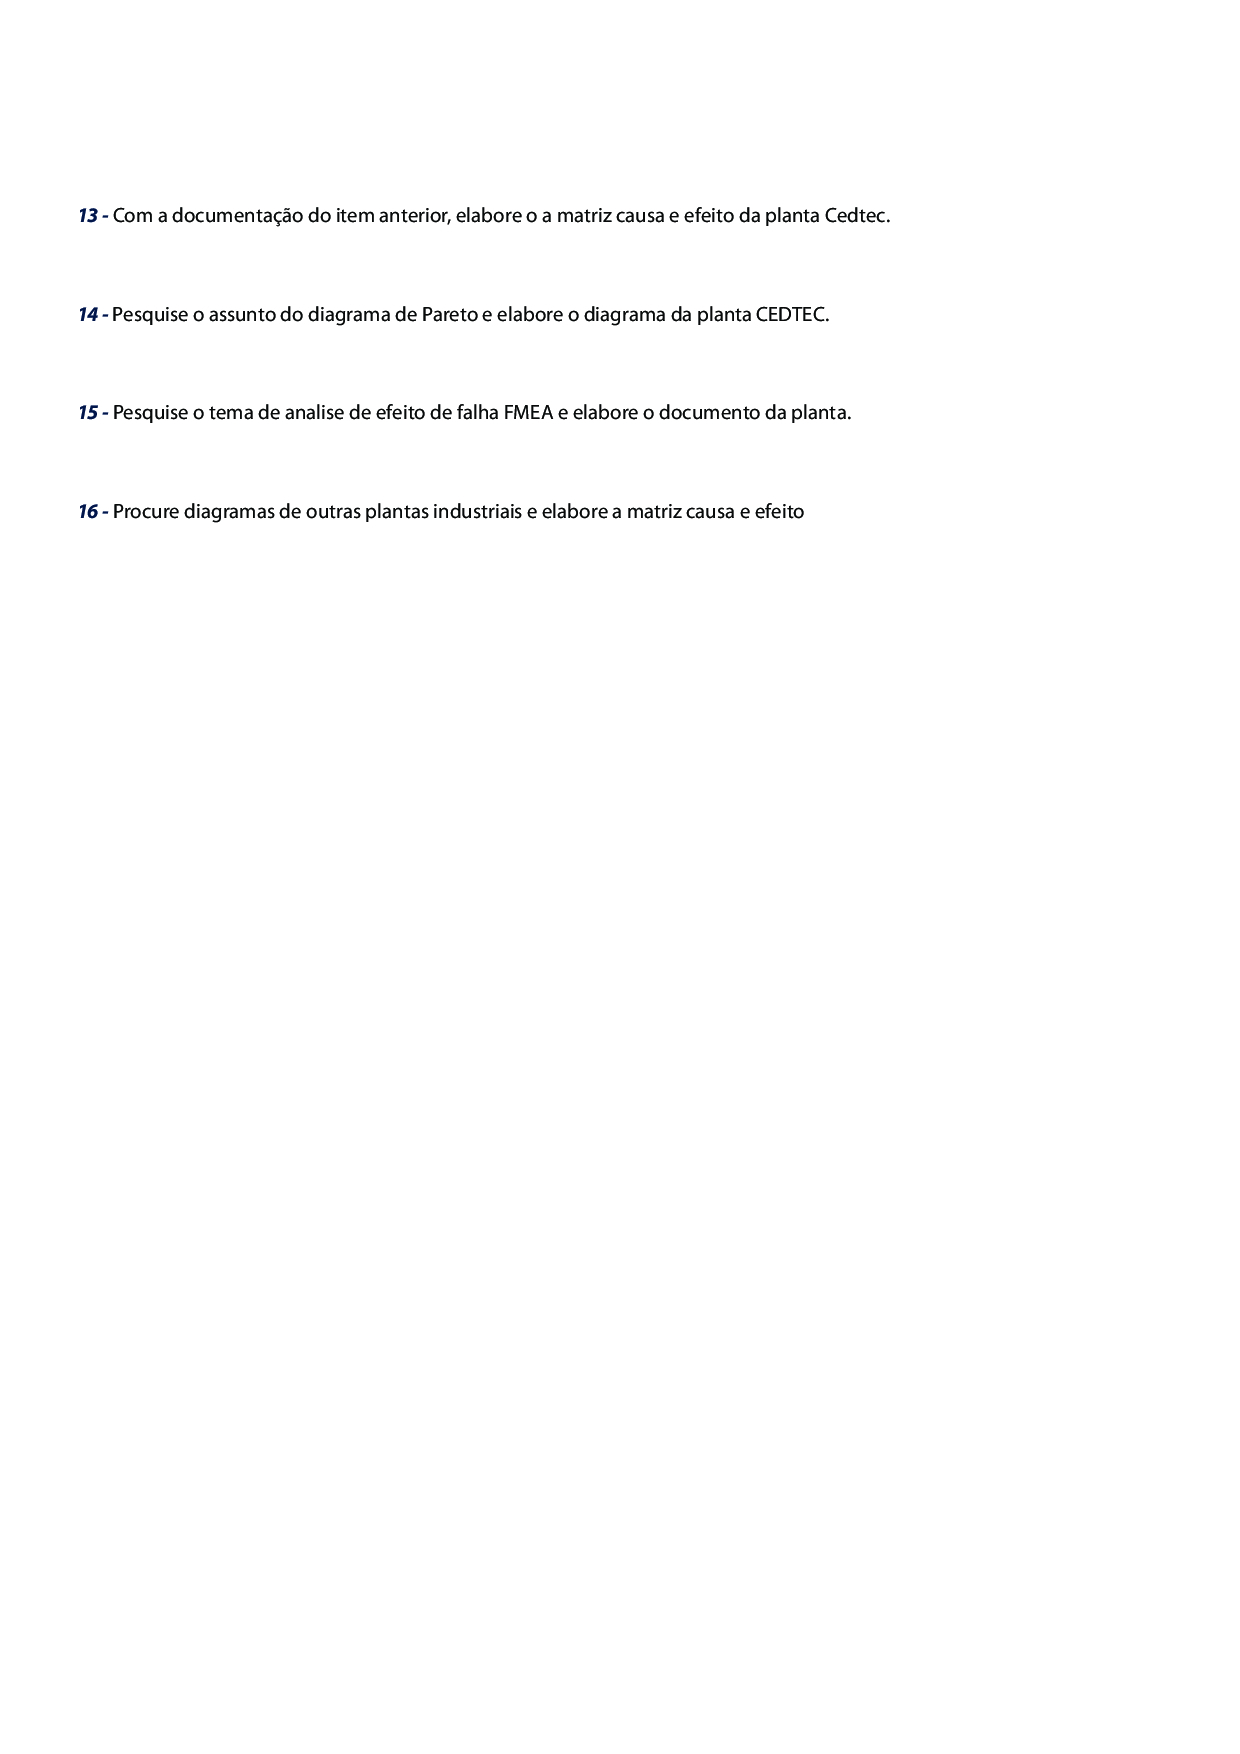 13 - Com a documentação do item anterior, elabore o a matriz causa e efeito da planta Cedtec.
14 - Pesquise o assunto do diagrama de Pareto e elabore o diagrama da planta CEDTEC.
15 - Pesquise o tema de analise de efeito de falha FMEA e elabore o documento da planta.
16 - Procure diagramas de outras plantas industriais e elabore a matriz causa e efeito